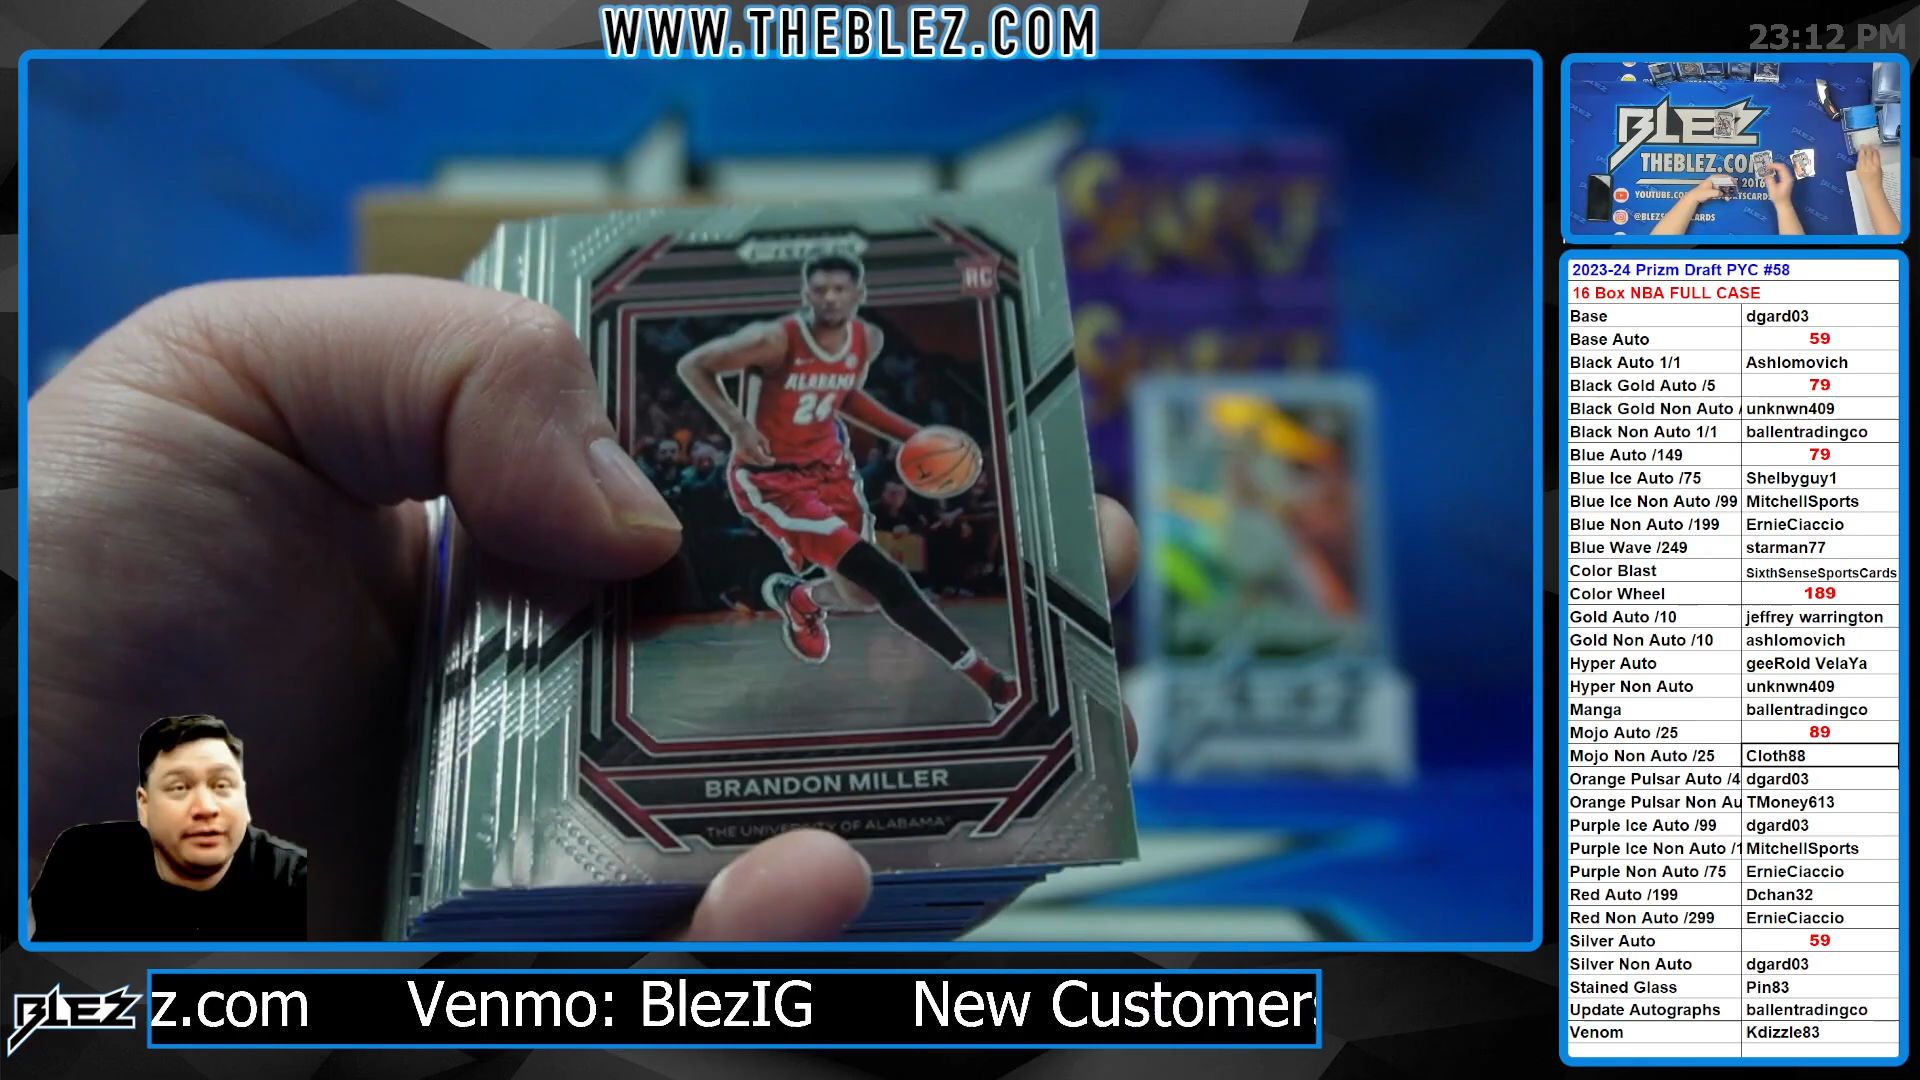 WWW.THEBLEZ.COM
23:12 PM
BLEZ
THEBLEZ.COM
2016
@BLEZS
CARDS
RC
ALABAMA
24
BRANDON MILLER
THE UNIVERSITY OF ALABAMA
2023-24 Prizm Draft PYC #58
16 Box NBA FULL CASE
Base dgard03
Base Auto 59
Black Auto 1/1 Ashlomovich
Black Gold Auto /5 79
Black Gold Non Auto / unknwn409
Black Non Auto 1/1 ballentradingco
Blue Auto /149 79
Blue Ice Auto /75 Shelbyguy1
Blue Ice Non Auto /99 MitchellSports
Blue Non Auto /199 ErnieCiaccio
Blue Wave /249 starman77
Color Blast SixthSenseSportsCards
Color Wheel 189
Gold Auto /10 jeffrey warrington
Gold Non Auto /10 ashlomovich
Hyper Auto geeRold VelaYa
Hyper Non Auto unknwn409
Manga ballentradingco
Mojo Auto /25 89
Mojo Non Auto /25 Cloth88
Orange Pulsar Auto /4 dgard03
Orange Pulsar Non Au TMoney613
Purple Ice Auto /99 dgard03
Purple Ice Non Auto /1 MitchellSports
Purple Non Auto /75 ErnieCiaccio
Red Auto /199 Dchan32
Red Non Auto /299 ErnieCiaccio
Silver Auto 59
Silver Non Auto dgard03
Stained Glass Pin83
Update Autographs ballentradingco
Venom Kdizzle83
BLEZ
z.com Venmo: BlezIG New Customers